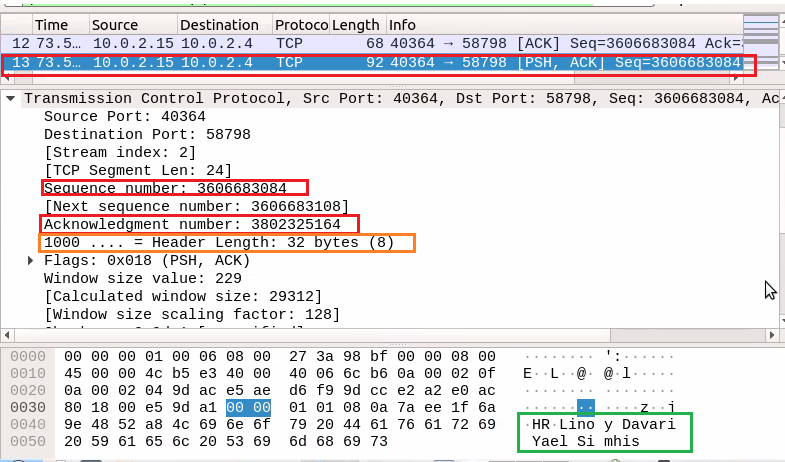 Time Source Destination Protoco Length Info
12 73.5… 10.0.2.15 10.0.2.4 TCP 68 40364 → 58798 [ACK] Seq=3606683084 Ack=
13 73.5… 10.0.2.15 10.0.2.4 TCP 92 40364 → 58798 [PSH, ACK] Seq=3606683084
Transmission Control Protocol, Src Port: 40364, Dst Port: 58798, Seq: 3606683084, Ac
Source Port: 40364
Destination Port: 58798
[Stream index: 2]
[TCP Segment Len: 24]
Sequence number: 3606683084
[Next sequence number: 3606683108]
Acknowledgment number: 3802325164
1000 .... = Header Length: 32 bytes (8)
Flags: 0x018 (PSH, ACK)
Window size value: 229
[Calculated window size: 29312]
[Window size scaling factor: 128]
0000 00 00 00 01 00 06 08 00 27 3a 98 bf 00 00 08 00 ········ ':······
0010 45 00 00 4c b5 e3 40 00 40 06 6c b6 0a 00 02 0f E··L··@· @·l·····
0020 0a 00 02 04 9d ac e5 ae d6 f9 9d cc e2 a2 e0 ac ········ ········
0030 80 18 00 e5 9d a1 00 00 01 01 08 0a 7a ee 1f 6a ········ ····z··j
0040 9e 48 52 a8 4c 69 6e 6f 79 20 44 61 76 61 72 69 ·HR·Lino y Davari
0050 20 59 61 65 6c 20 53 69 6d 68 69 73 Yael Si mhis